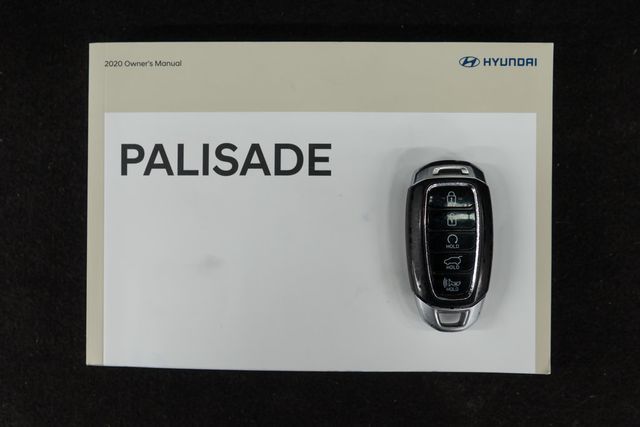 2020 Owner's Manual
HYUNDAI
PALISADE
HOLD
HOLD
HOLD